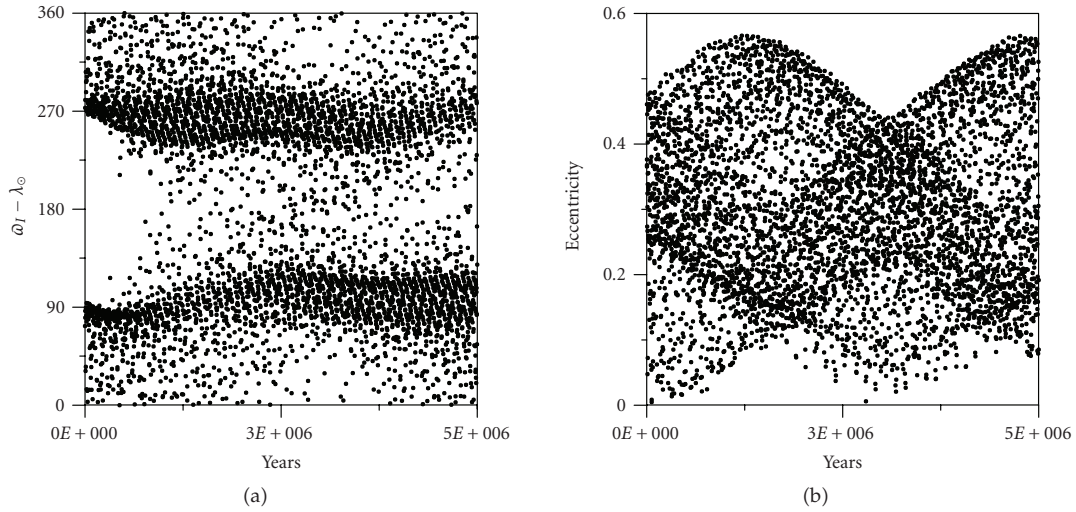 360
270
180
90
0
ϖ_I − λ_⊙
0E + 000
3E + 006
5E + 006
Years
(a)
0.6
0.4
0.2
0
Eccentricity
0E + 000
3E + 006
5E + 006
Years
(b)